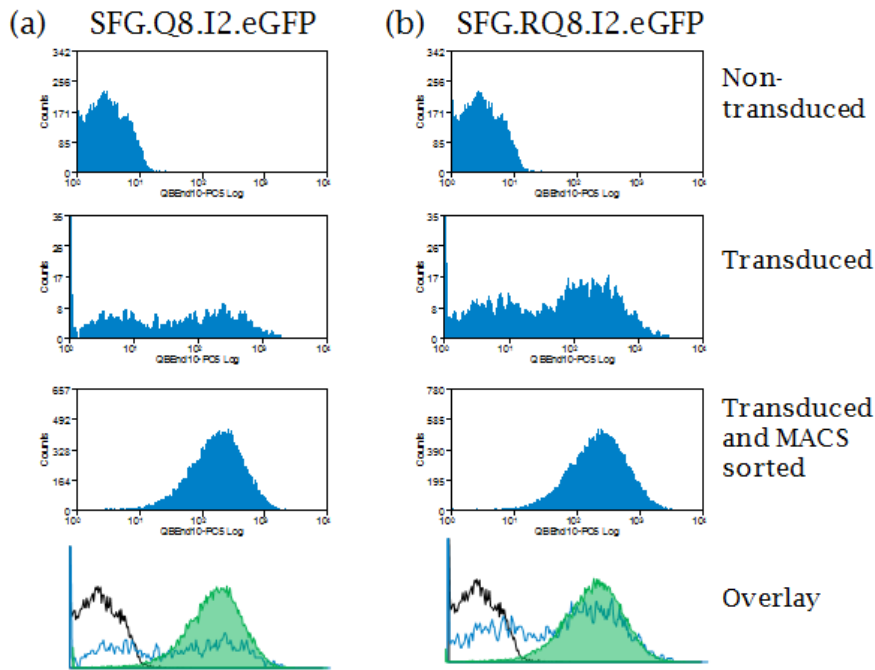 (a) SFG.Q8.I2.eGFP
(b) SFG.RQ8.I2.eGFP
342
256
171
85
0
Counts
10⁰ 10¹ 10² 10³ 10⁴
QBEnd10-PC5 Log
342
256
171
85
0
Counts
10⁰ 10¹ 10² 10³ 10⁴
QBEnd10-PC5 Log
Non-
transduced
35
26
17
8
0
Counts
10⁰ 10¹ 10² 10³ 10⁴
QBEnd10-PC5 Log
35
26
17
8
0
Counts
10⁰ 10¹ 10² 10³ 10⁴
QBEnd10-PC5 Log
Transduced
657
492
328
164
0
Counts
10⁰ 10¹ 10² 10³ 10⁴
QBEnd10-PC5 Log
780
585
390
195
0
Counts
10⁰ 10¹ 10² 10³ 10⁴
QBEnd10-PC5 Log
Transduced
and MACS
sorted
Overlay